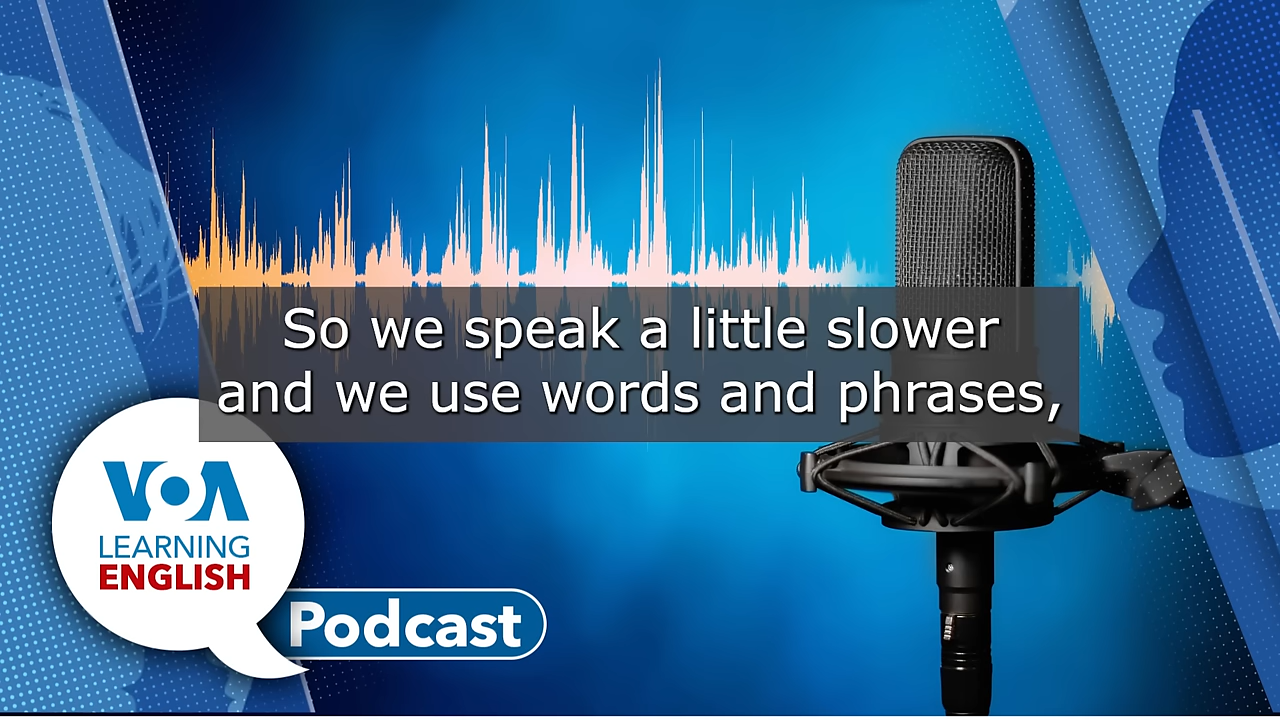 So we speak a little slower
and we use words and phrases,
VOA
LEARNING
ENGLISH
Podcast